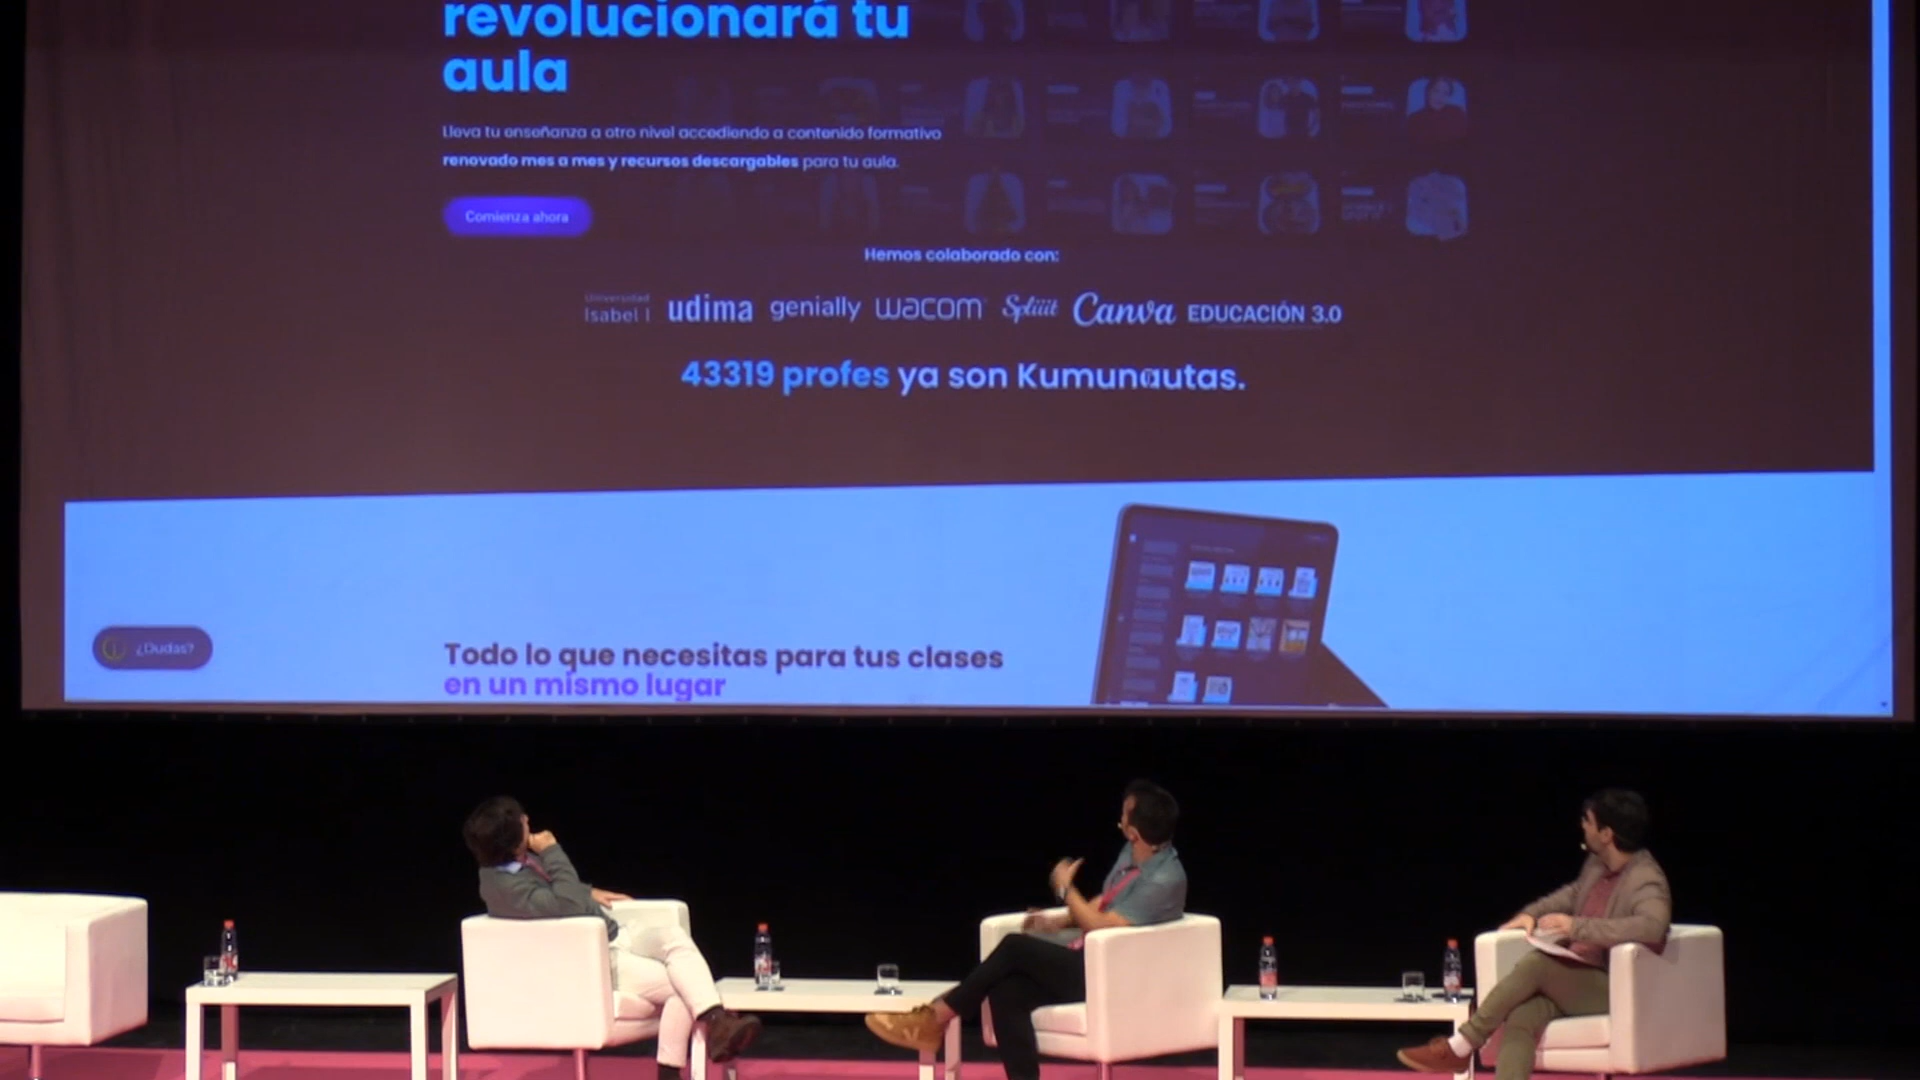 revolucionará tu
aula
Lleva tu enseñanza a otro nivel accediendo a contenido formativo
renovado mes a mes y recursos descargables para tu aula.
Comienza ahora
Hemos colaborado con:
Universidad
Isabel I
udima genially wacom Spliiit Canva EDUCACIÓN 3.0
43319 profes ya son Kumunautas.
¿Dudas?
Todo lo que necesitas para tus clases
en un mismo lugar